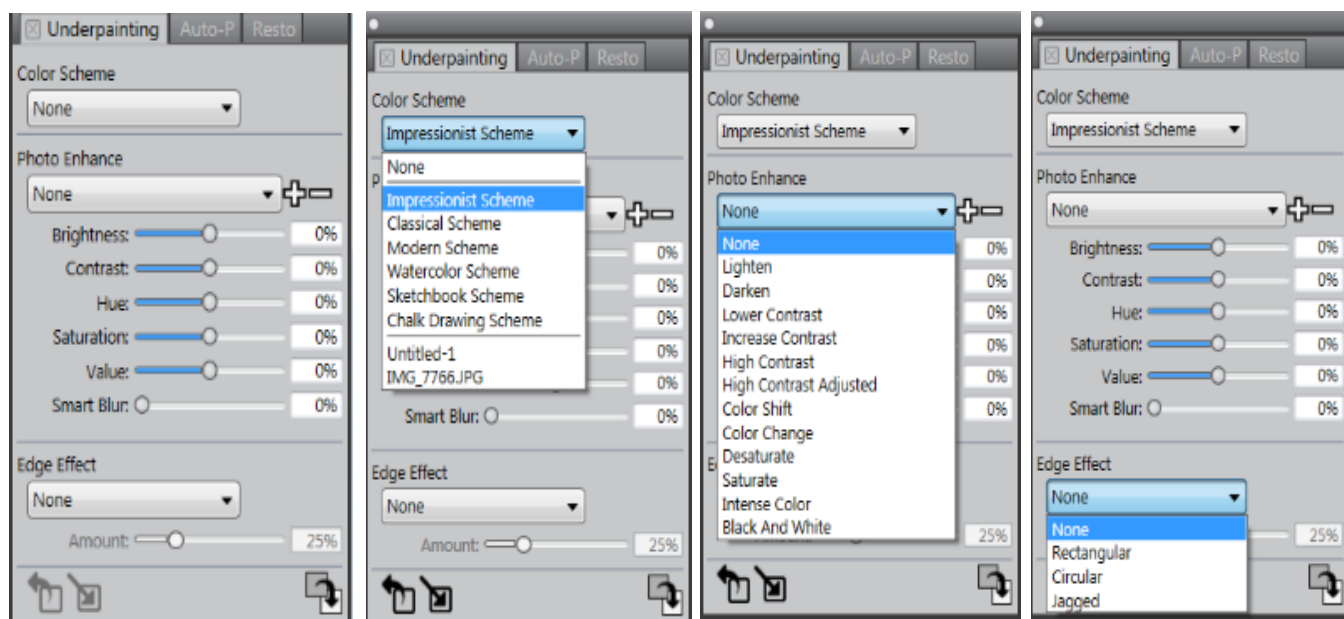 Underpainting Auto-P Resto
Color Scheme
None
Photo Enhance
None
Brightness: 0%
Contrast: 0%
Hue: 0%
Saturation: 0%
Value: 0%
Smart Blur: 0%
Edge Effect
None
Amount: 25%
Underpainting Auto-P Resto
Color Scheme
Impressionist Scheme
None
Impressionist Scheme
Classical Scheme
Modern Scheme
Watercolor Scheme
Sketchbook Scheme
Chalk Drawing Scheme
Untitled-1
IMG_7766.JPG
0%
0%
0%
0%
0%
Smart Blur: 0%
Edge Effect
None
Amount: 25%
Underpainting Auto-P Resto
Color Scheme
Impressionist Scheme
Photo Enhance
None
None
Lighten
Darken
Lower Contrast
Increase Contrast
High Contrast
High Contrast Adjusted
Color Shift
Color Change
Desaturate
Saturate
Intense Color
Black And White
0%
0%
0%
0%
0%
0%
25%
Underpainting Auto-P Resto
Color Scheme
Impressionist Scheme
Photo Enhance
None
Brightness: 0%
Contrast: 0%
Hue: 0%
Saturation: 0%
Value: 0%
Smart Blur: 0%
Edge Effect
None
None
Rectangular
Circular
Jagged
25%